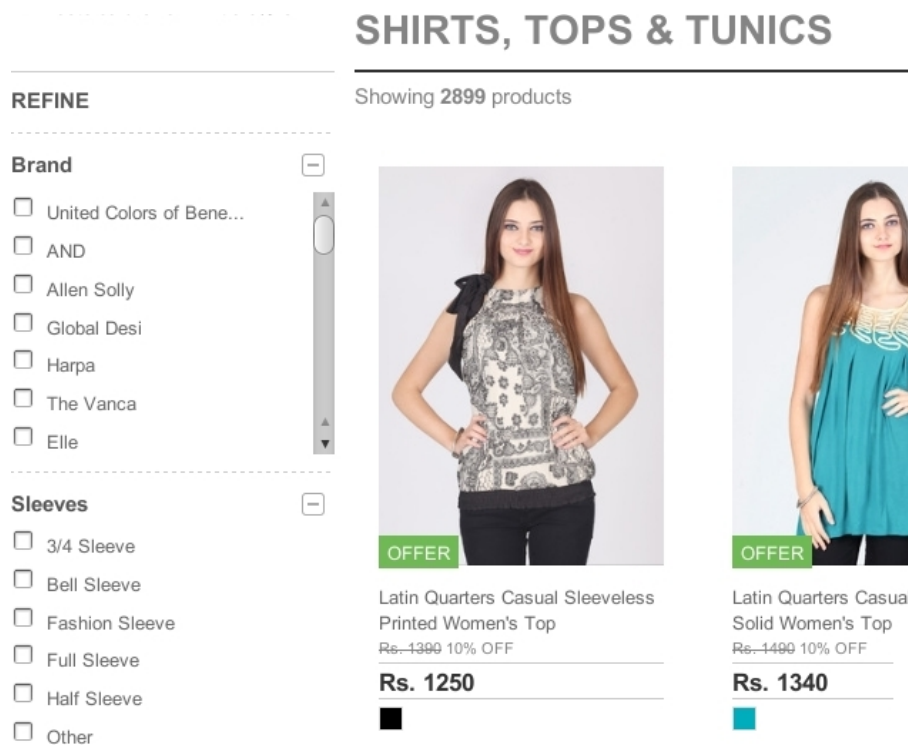 SHIRTS, TOPS & TUNICS
Showing 2899 products
REFINE
Brand
United Colors of Bene...
AND
Allen Solly
Global Desi
Harpa
The Vanca
Elle
Sleeves
3/4 Sleeve
Bell Sleeve
Fashion Sleeve
Full Sleeve
Half Sleeve
Other
OFFER
Latin Quarters Casual Sleeveless
Printed Women's Top
Rs. 1390 10% OFF
Rs. 1250
OFFER
Latin Quarters Casua
Solid Women's Top
Rs. 1490 10% OFF
Rs. 1340